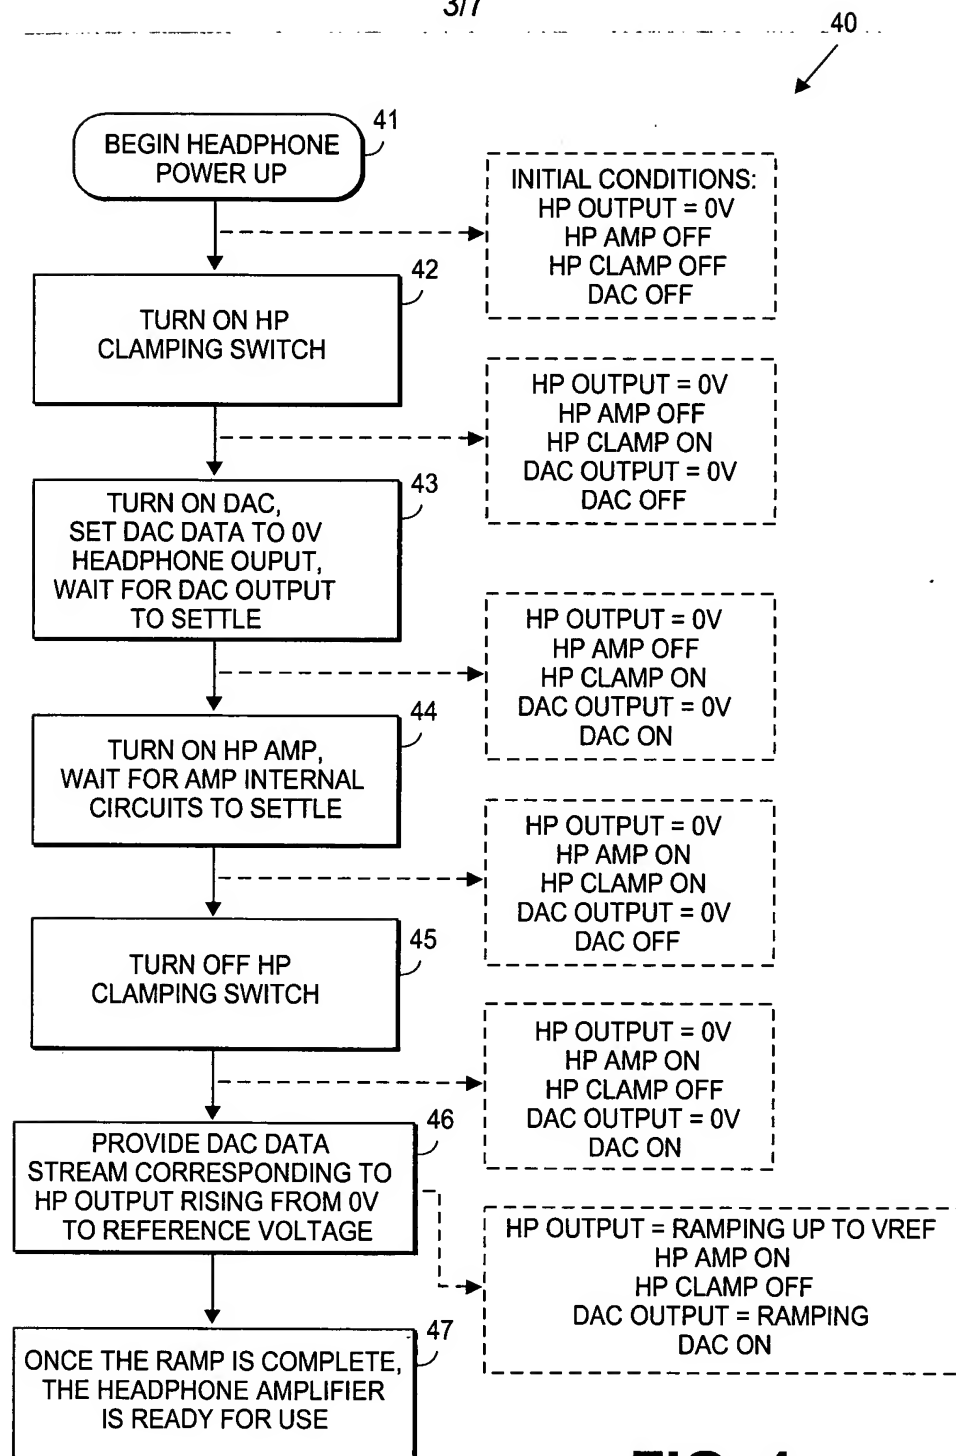 3/7
40
41
BEGIN HEADPHONE
POWER UP
INITIAL CONDITIONS:
HP OUTPUT = 0V
HP AMP OFF
HP CLAMP OFF
DAC OFF
42
TURN ON HP
CLAMPING SWITCH
HP OUTPUT = 0V
HP AMP OFF
HP CLAMP ON
DAC OUTPUT = 0V
DAC OFF
43
TURN ON DAC,
SET DAC DATA TO 0V
HEADPHONE OUPUT,
WAIT FOR DAC OUTPUT
TO SETTLE
HP OUTPUT = 0V
HP AMP OFF
HP CLAMP ON
DAC OUTPUT = 0V
DAC ON
44
TURN ON HP AMP,
WAIT FOR AMP INTERNAL
CIRCUITS TO SETTLE
HP OUTPUT = 0V
HP AMP ON
HP CLAMP ON
DAC OUTPUT = 0V
DAC OFF
45
TURN OFF HP
CLAMPING SWITCH
HP OUTPUT = 0V
HP AMP ON
HP CLAMP OFF
DAC OUTPUT = 0V
DAC ON
46
PROVIDE DAC DATA
STREAM CORRESPONDING TO
HP OUTPUT RISING FROM 0V
TO REFERENCE VOLTAGE
HP OUTPUT = RAMPING UP TO VREF
HP AMP ON
HP CLAMP OFF
DAC OUTPUT = RAMPING
DAC ON
47
ONCE THE RAMP IS COMPLETE,
THE HEADPHONE AMPLIFIER
IS READY FOR USE